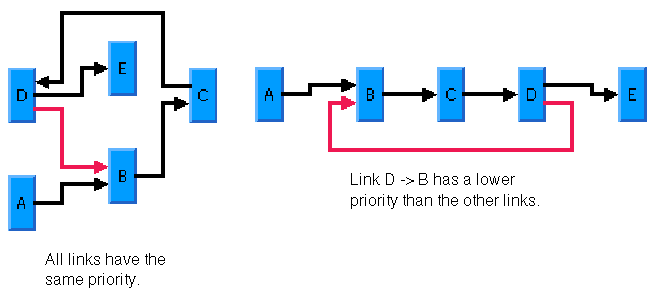 D
E
C
B
A
All links have the
same priority.
A
B
C
D
E
Link D -> B has a lower
priority than the other links.